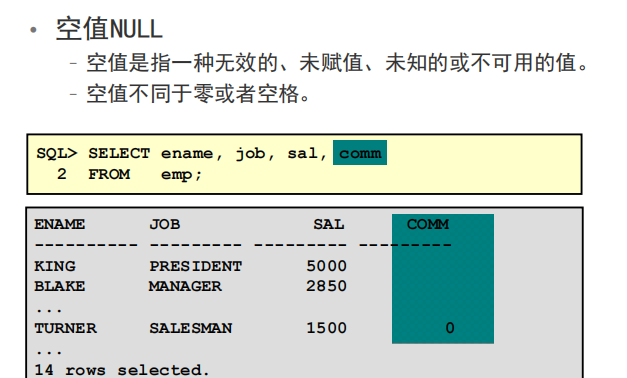 • 空值NULL
– 空值是指一种无效的、未赋值、未知的或不可用的值。
– 空值不同于零或者空格。
SQL> SELECT ename, job, sal, comm
2 FROM emp;
ENAME JOB SAL COMM
---------- --------- --------- ---------
KING PRESIDENT 5000
BLAKE MANAGER 2850
...
TURNER SALESMAN 1500 0
...
14 rows selected.